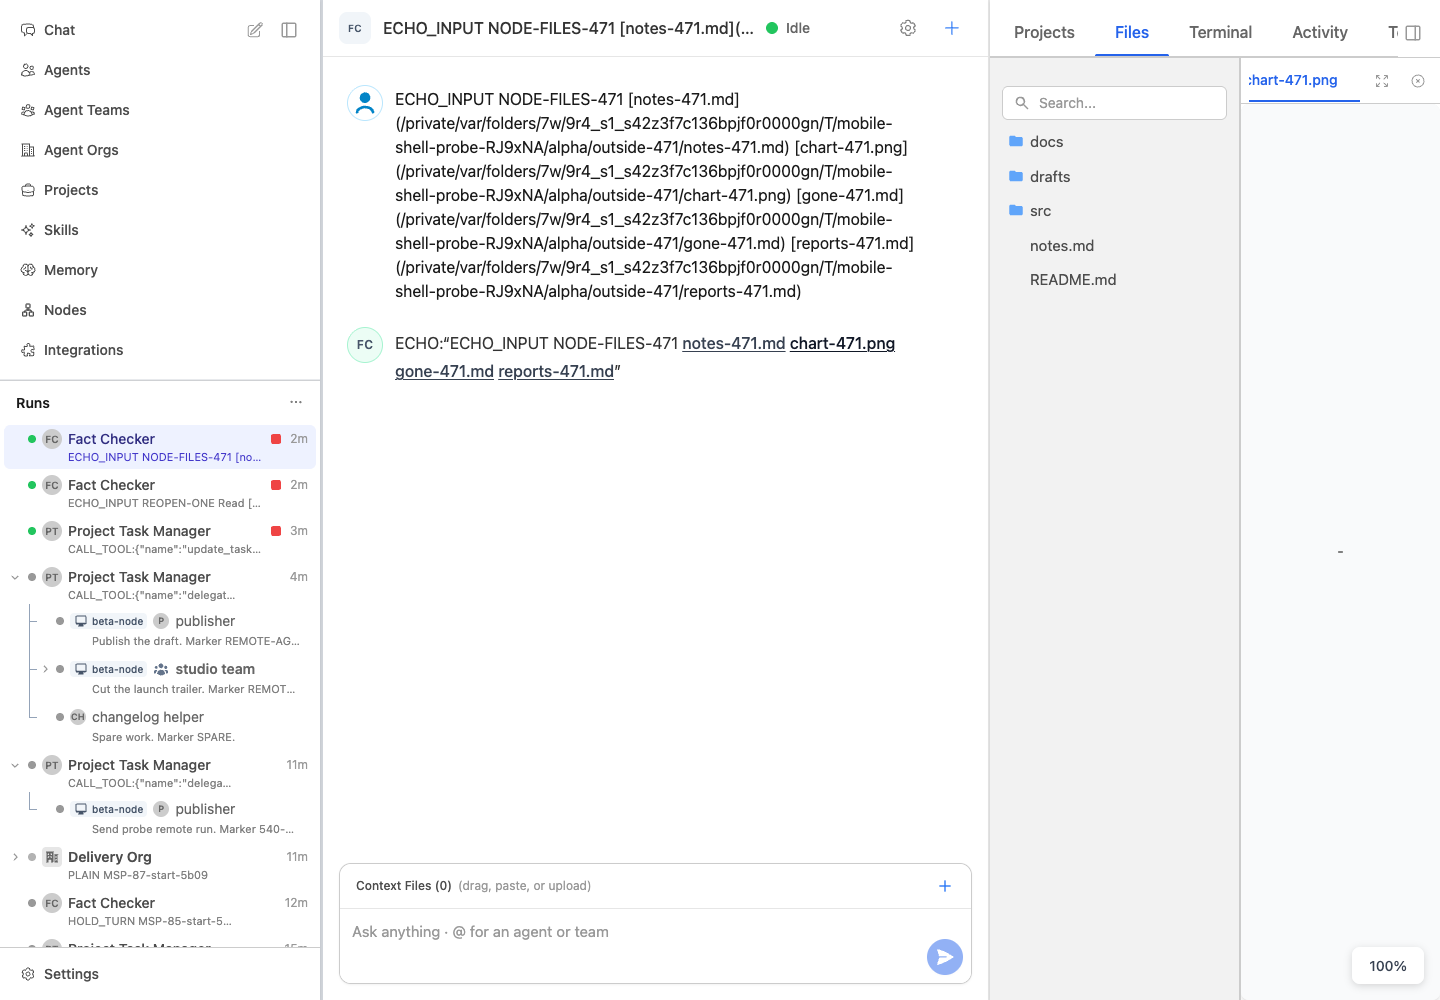 Chat
Agents
Agent Teams
Agent Orgs
Projects
Skills
Memory
Nodes
Integrations
Runs
FC Fact Checker 2m
ECHO_INPUT NODE-FILES-471 [no...
FC Fact Checker 2m
ECHO_INPUT REOPEN-ONE Read [...
PT Project Task Manager 3m
CALL_TOOL:{"name":"update_task...
PT Project Task Manager 4m
CALL_TOOL:{"name":"delegat...
beta-node P publisher
Publish the draft. Marker REMOTE-AG...
beta-node studio team
Cut the launch trailer. Marker REMOT...
CH changelog helper
Spare work. Marker SPARE.
PT Project Task Manager 11m
CALL_TOOL:{"name":"delega...
beta-node P publisher
Send probe remote run. Marker 540-...
Delivery Org 11m
PLAIN MSP-87-start-5b09
FC Fact Checker 12m
HOLD_TURN MSP-85-start-5...
Settings
FC ECHO_INPUT NODE-FILES-471 [notes-471.md](... Idle
ECHO_INPUT NODE-FILES-471 [notes-471.md]
(/private/var/folders/7w/9r4_s1_s42z3f7c136bpjf0r0000gn/T/mobile-
shell-probe-RJ9xNA/alpha/outside-471/notes-471.md) [chart-471.png]
(/private/var/folders/7w/9r4_s1_s42z3f7c136bpjf0r0000gn/T/mobile-
shell-probe-RJ9xNA/alpha/outside-471/chart-471.png) [gone-471.md]
(/private/var/folders/7w/9r4_s1_s42z3f7c136bpjf0r0000gn/T/mobile-
shell-probe-RJ9xNA/alpha/outside-471/gone-471.md) [reports-471.md]
(/private/var/folders/7w/9r4_s1_s42z3f7c136bpjf0r0000gn/T/mobile-
shell-probe-RJ9xNA/alpha/outside-471/reports-471.md)
FC ECHO:“ECHO_INPUT NODE-FILES-471 notes-471.md chart-471.png
gone-471.md reports-471.md”
Context Files (0) (drag, paste, or upload)
Ask anything · @ for an agent or team
Projects Files Terminal Activity
Search...
docs
drafts
src
notes.md
README.md
chart-471.png
-
100%